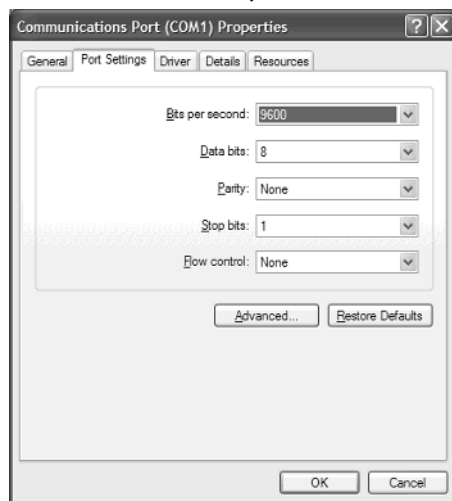 Communications Port (COM1) Properties
General Port Settings Driver Details Resources
Bits per second: 9600
Data bits: 8
Parity: None
Stop bits: 1
Flow control: None
Advanced... Restore Defaults
OK Cancel